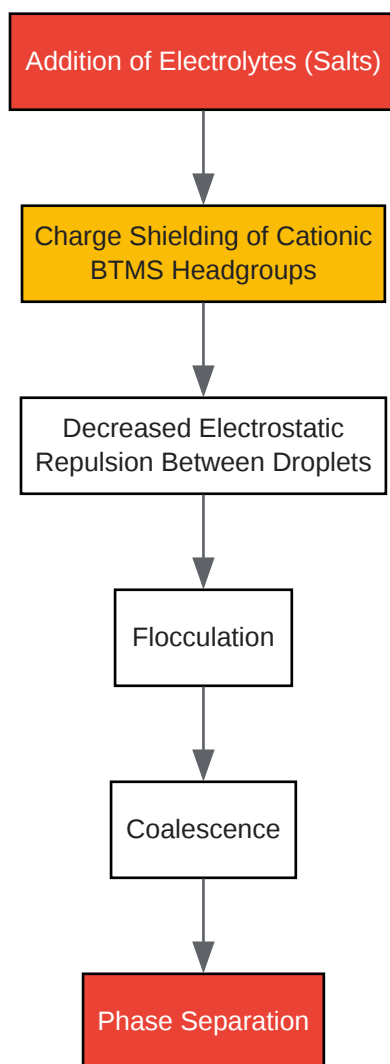 Addition of Electrolytes (Salts)
Charge Shielding of Cationic
BTMS Headgroups
Decreased Electrostatic
Repulsion Between Droplets
Flocculation
Coalescence
Phase Separation